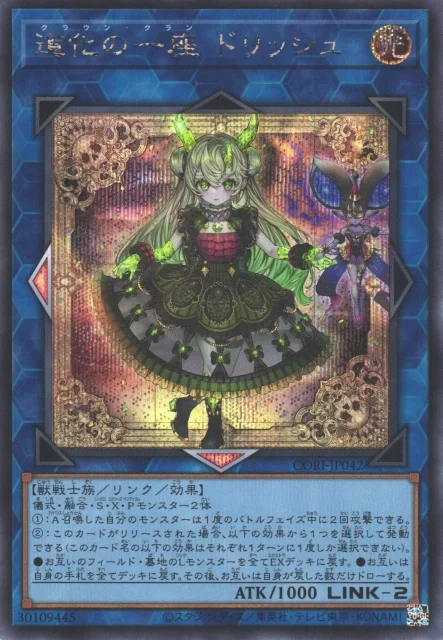 クラウン・クラン
道化の一座 ドリッシュ
光
CORI-JP042
【獣戦士族／リンク／効果】
儀式・融合・S・X・Pモンスター2体
①：A召喚した自分のモンスターは１度のバトルフェイズ中に２回攻撃できる。
②：このカードがリリースされた場合、以下の効果から１つを選択して発動
できる(このカード名の以下の効果はそれぞれ１ターンに１度しか選択できない)。
●お互いのフィールド・墓地のLモンスターを全てEXデッキに戻す。●お互いは
自身の手札を全てデッキに戻す。その後、お互いは自身が戻した数だけドローする。
ATK/1000 LINK-2
30109445 ©スタジオ・ダイス/集英社・テレビ東京・KONAMI